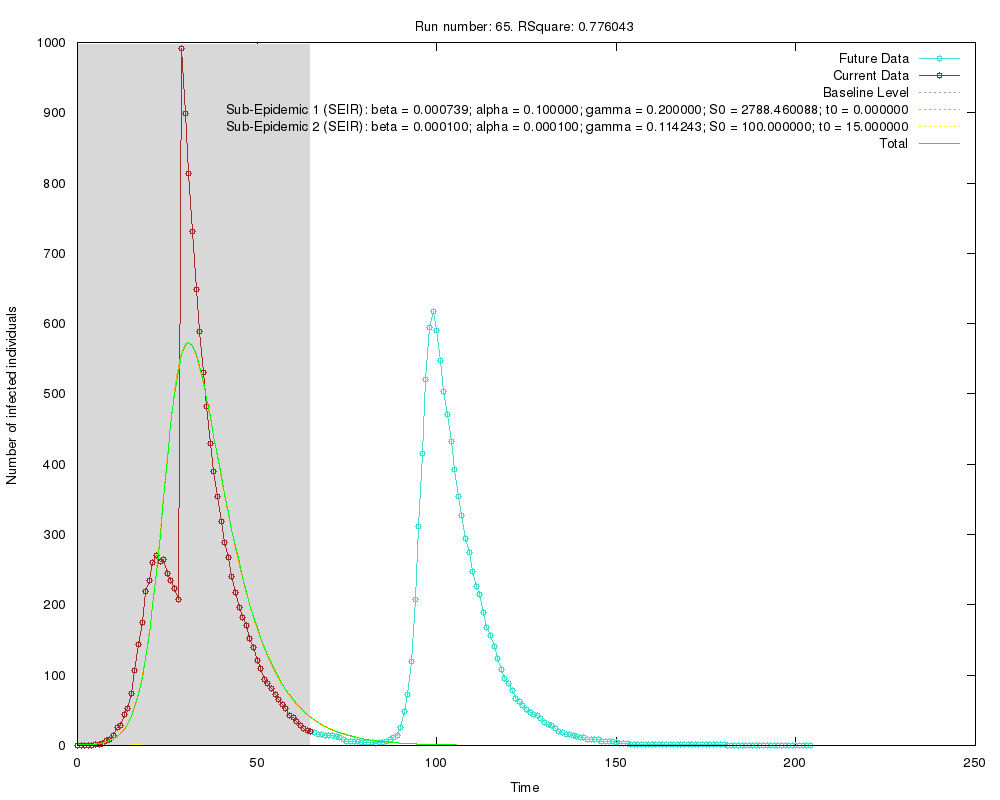 Run number: 65. RSquare: 0.776043
Future Data
Current Data
Baseline Level
Sub-Epidemic 1 (SEIR): beta = 0.000739; alpha = 0.100000; gamma = 0.200000; S0 = 2788.460088; t0 = 0.000000
Sub-Epidemic 2 (SEIR): beta = 0.000100; alpha = 0.000100; gamma = 0.114243; S0 = 100.000000; t0 = 15.000000
Total
Number of infected individuals
1000
900
800
700
600
500
400
300
200
100
0
0 50 100 150 200 250
Time